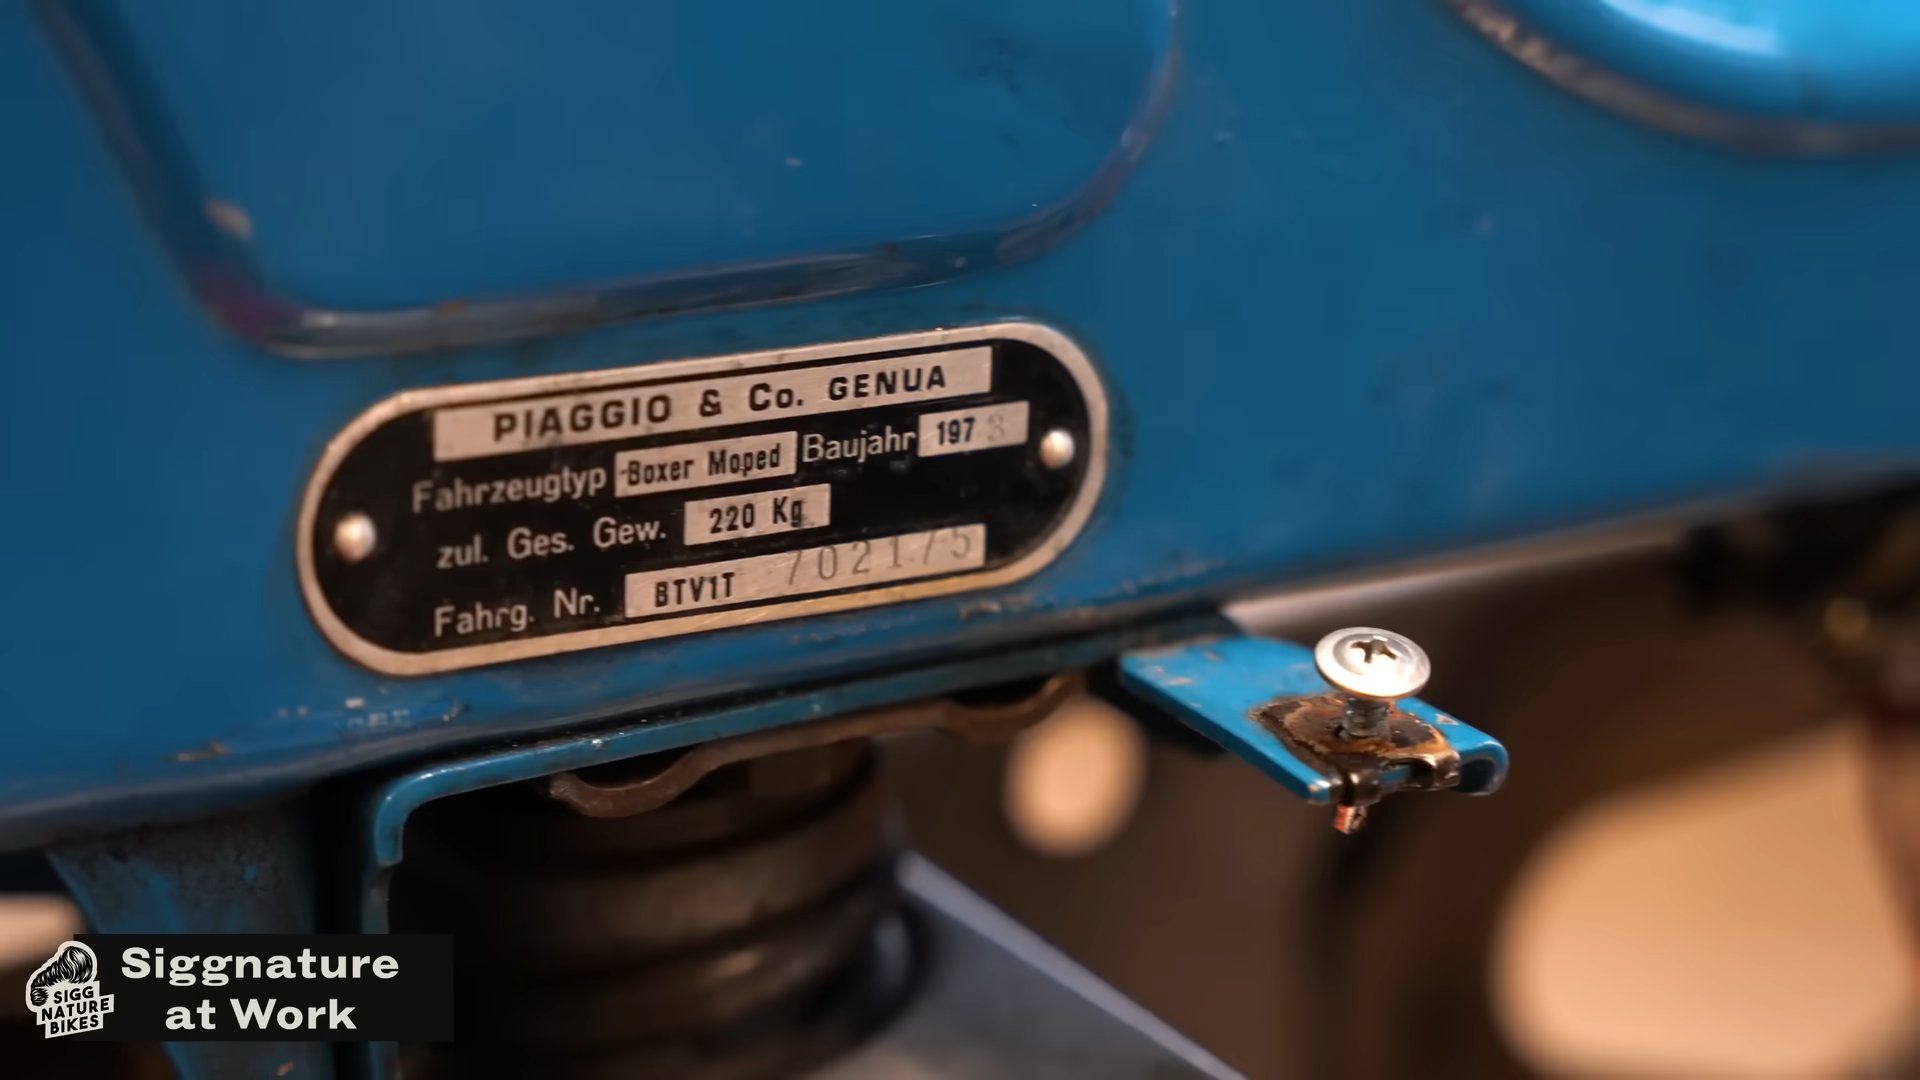 PIAGGIO & Co. GENUA
Fahrzeugtyp Boxer Moped Baujahr 1973
zul. Ges. Gew. 220 Kg
Fahrg. Nr. BTV1T 702175
Siggnature
at Work
SIGG
NATURE
BIKES